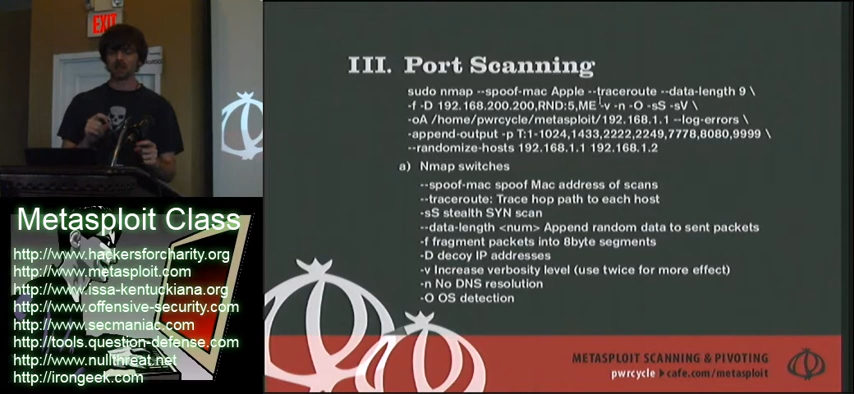 EXIT
III. Port Scanning
sudo nmap --spoof-mac Apple --traceroute --data-length 9 \
-f -D 192.168.200.200,RND:5,ME -v -n -O -sS -sV \
-oA /home/pwrcycle/metasploit/192.168.1.1 --log-errors \
-append-output -p T:1-1024,1433,2222,2249,7778,8080,9999 \
--randomize-hosts 192.168.1.1 192.168.1.2
a) Nmap switches
--spoof-mac spoof Mac address of scans
--traceroute: Trace hop path to each host
-sS stealth SYN scan
--data-length <num> Append random data to sent packets
-f fragment packets into 8byte segments
-D decoy IP addresses
-v Increase verbosity level (use twice for more effect)
-n No DNS resolution
-O OS detection
METASPLOIT SCANNING & PIVOTING
pwrcycle ▸ cafe.com/metasploit
Metasploit Class
http://www.hackersforcharity.org
http://www.metasploit.com
http://www.issa-kentuckiana.org
http://www.offensive-security.com
http://www.secmaniac.com
http://tools.question-defense.com
http://www.nullthreat.net
http://irongeek.com